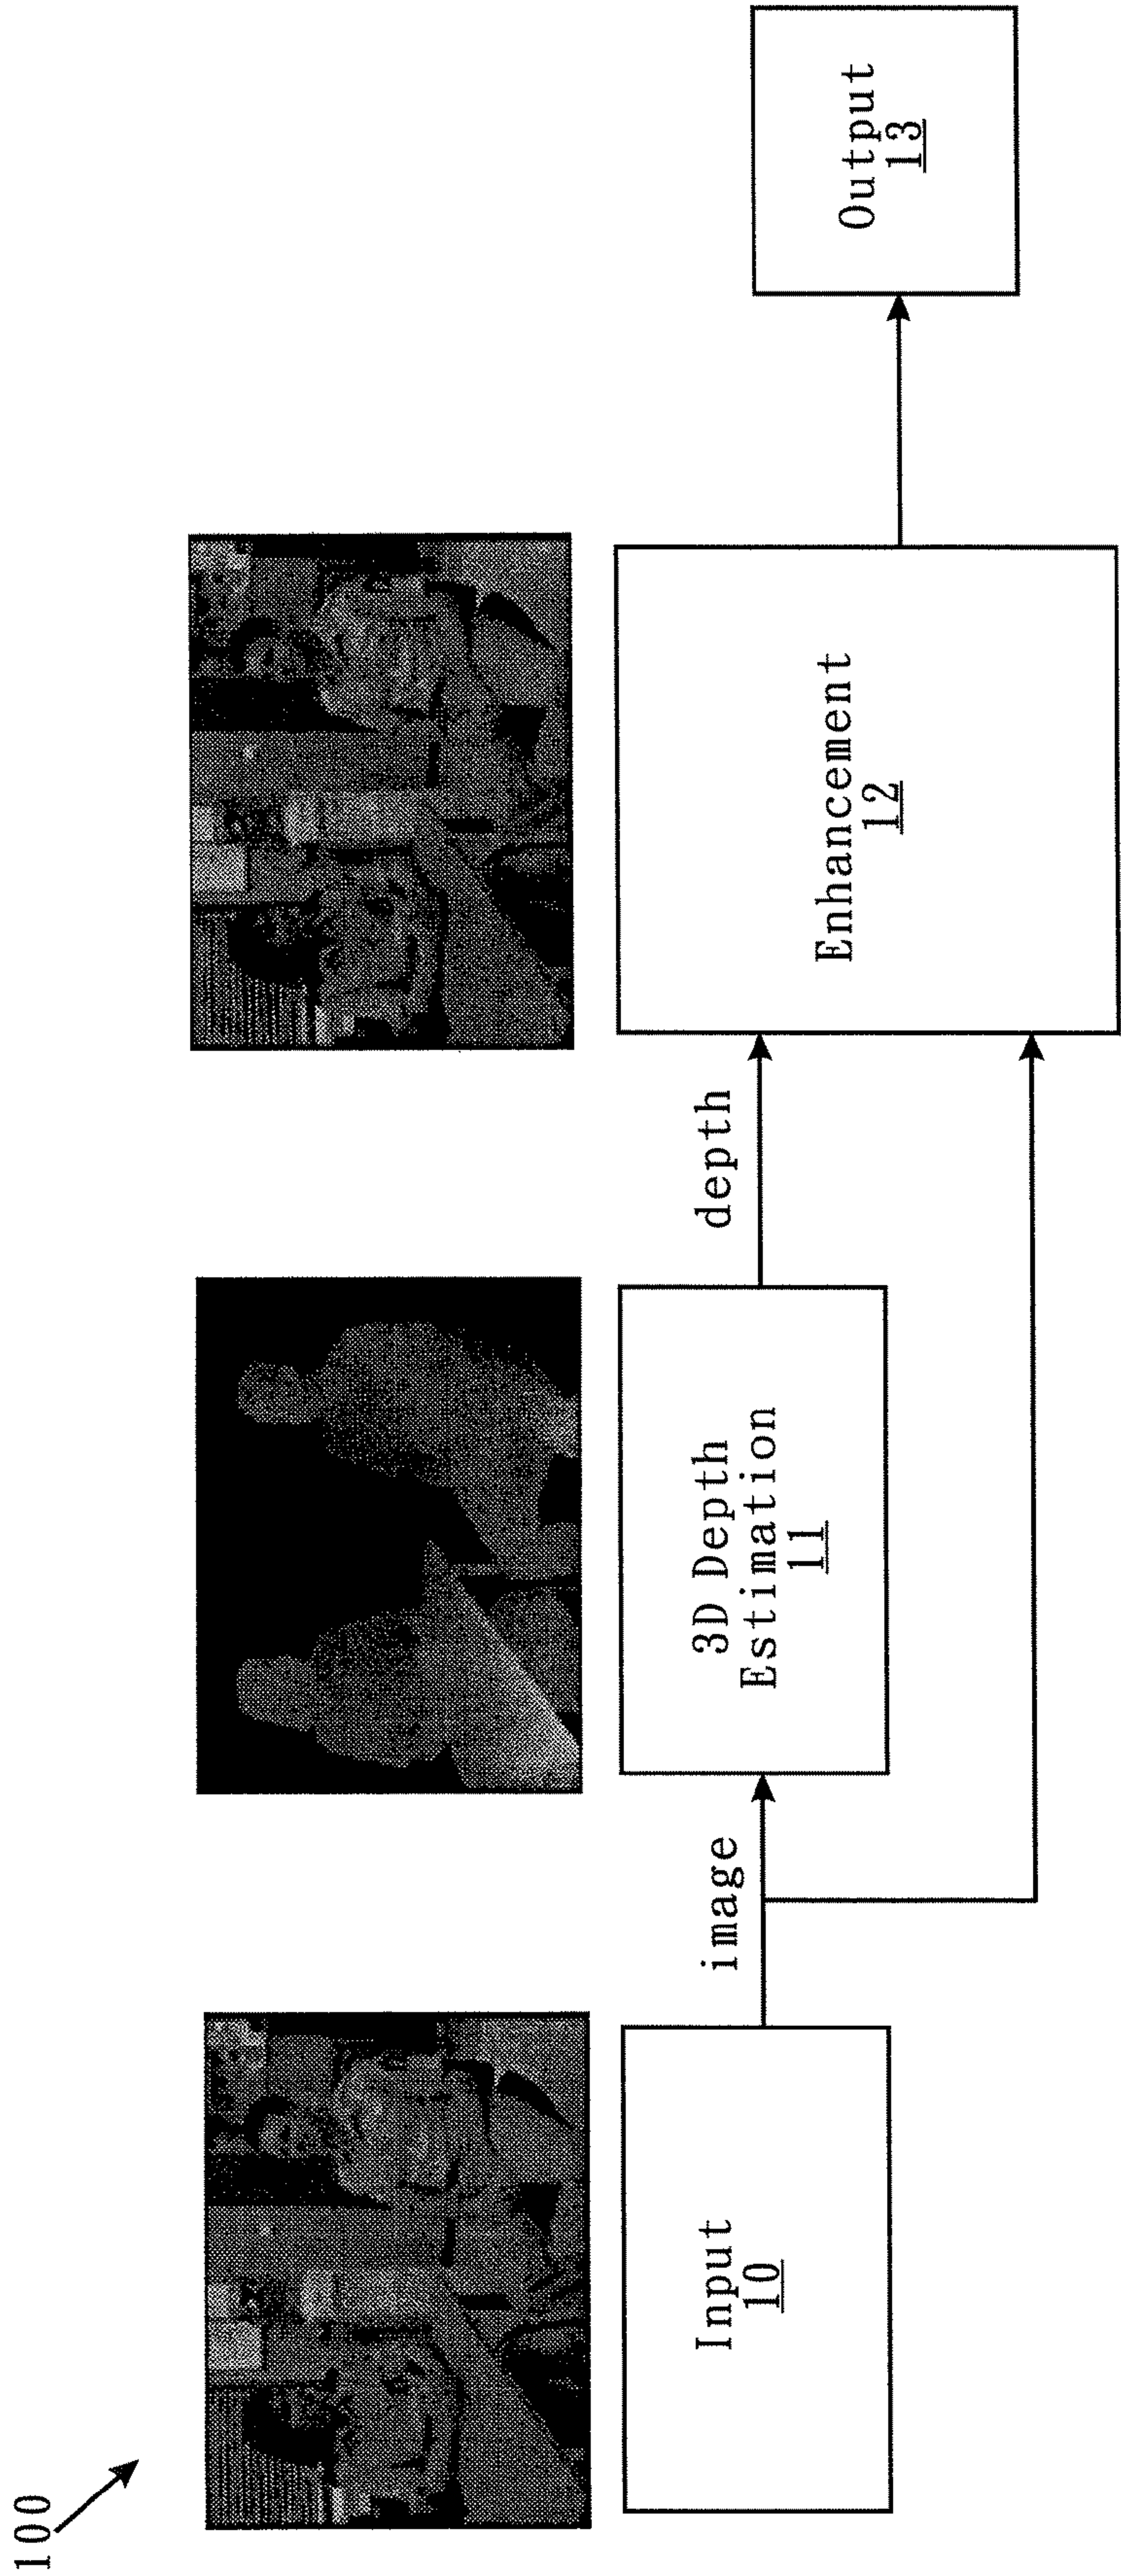 100
Input
10
image
3D Depth
Estimation
11
depth
Enhancement
12
Output
13